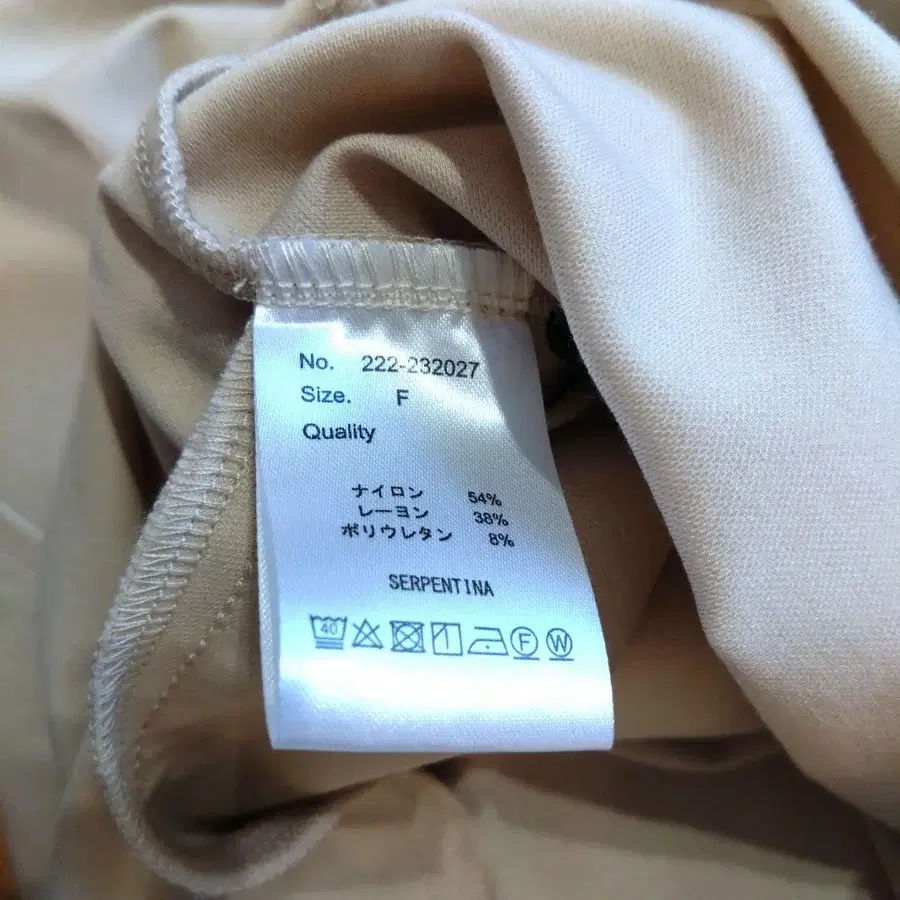 No. 222-232027
Size. F
Quality
ナイロン 54%
レーヨン 38%
ポリウレタン 8%
SERPENTINA
40 F W